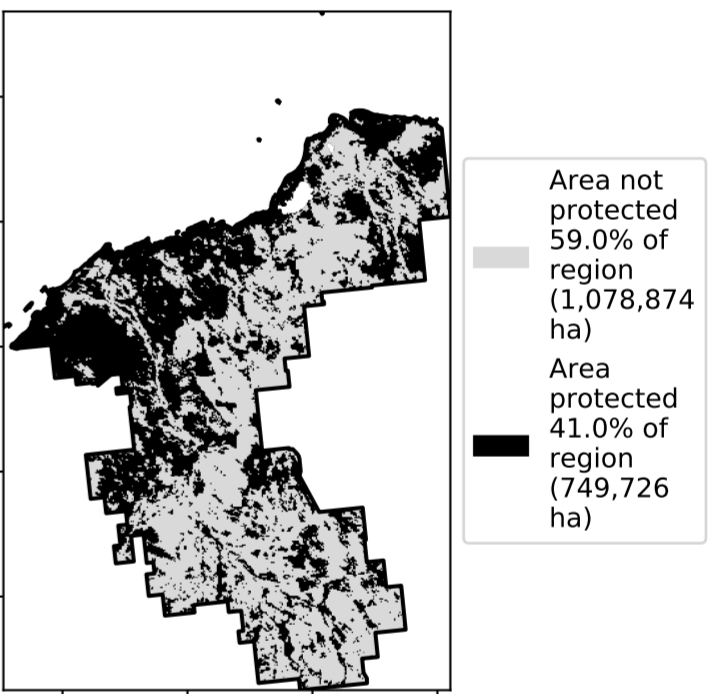 Area not
protected
59.0% of
region
(1,078,874
ha)
Area
protected
41.0% of
region
(749,726
ha)